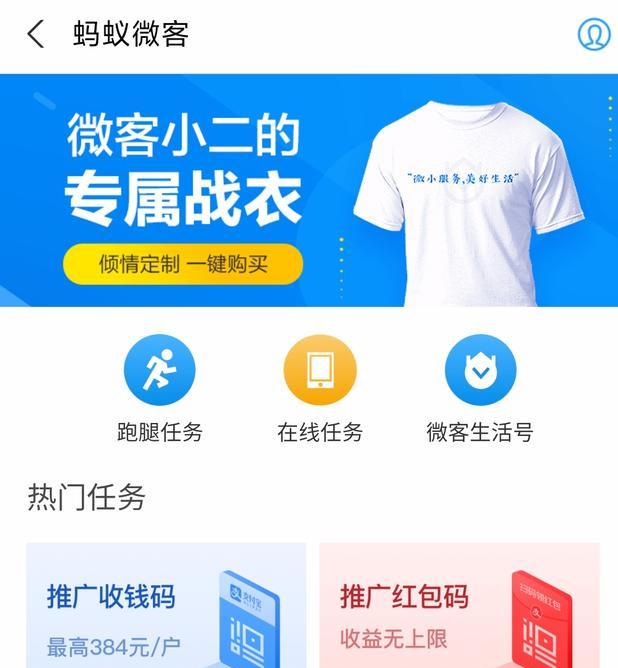 蚂蚁微客
微客小二的
专属战衣
倾情定制 一键购买
"微小服务,美好生活"
跑腿任务
在线任务
微客生活号
热门任务
推广收钱码
最高384元/户
支付宝
推广红包码
收益无上限
扫码领红包